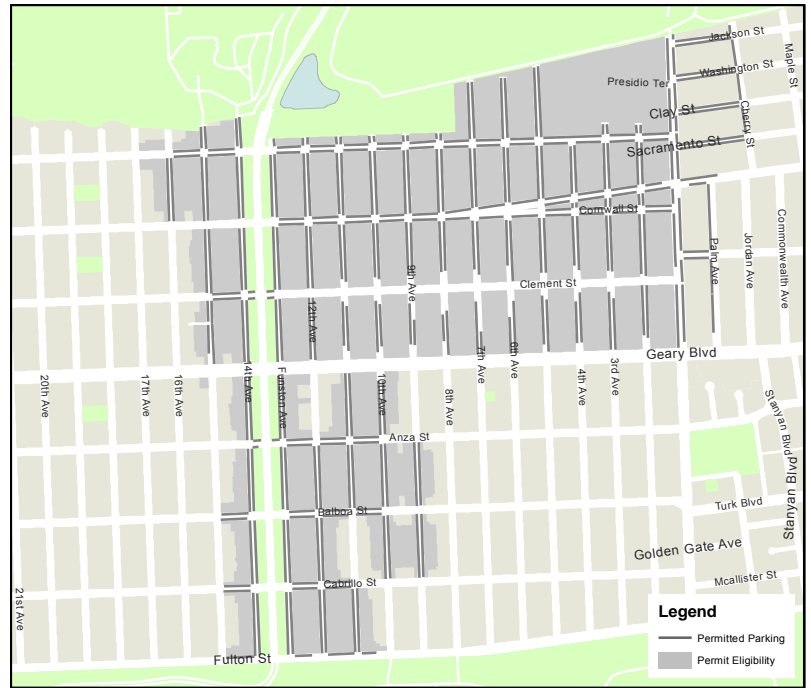 Jackson St
Maple St
Washington St
Presidio Ter
Clay St
Cherry St
Sacramento St
Cornwall St
Commonwealth Ave
Palm Ave
Jordan Ave
9th Ave
Clement St
12th Ave
Geary Blvd
7th Ave
6th Ave
3rd Ave
4th Ave
20th Ave
17th Ave
16th Ave
14th Ave
Funston Ave
10th Ave
8th Ave
Stanyan Blvd
Anza St
Stanyan Blvd
Turk Blvd
Balboa St
Golden Gate Ave
Cabrillo St
Mcallister St
21st Ave
Fulton St
Legend
Permitted Parking
Permit Eligibility